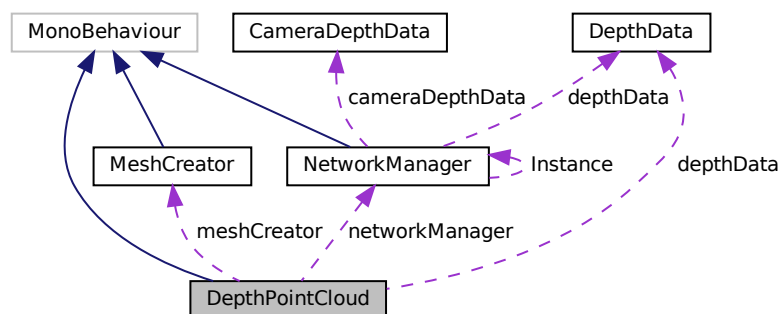 MonoBehaviour
CameraDepthData
DepthData
cameraDepthData
depthData
MeshCreator
NetworkManager
Instance
depthData
meshCreator
networkManager
DepthPointCloud